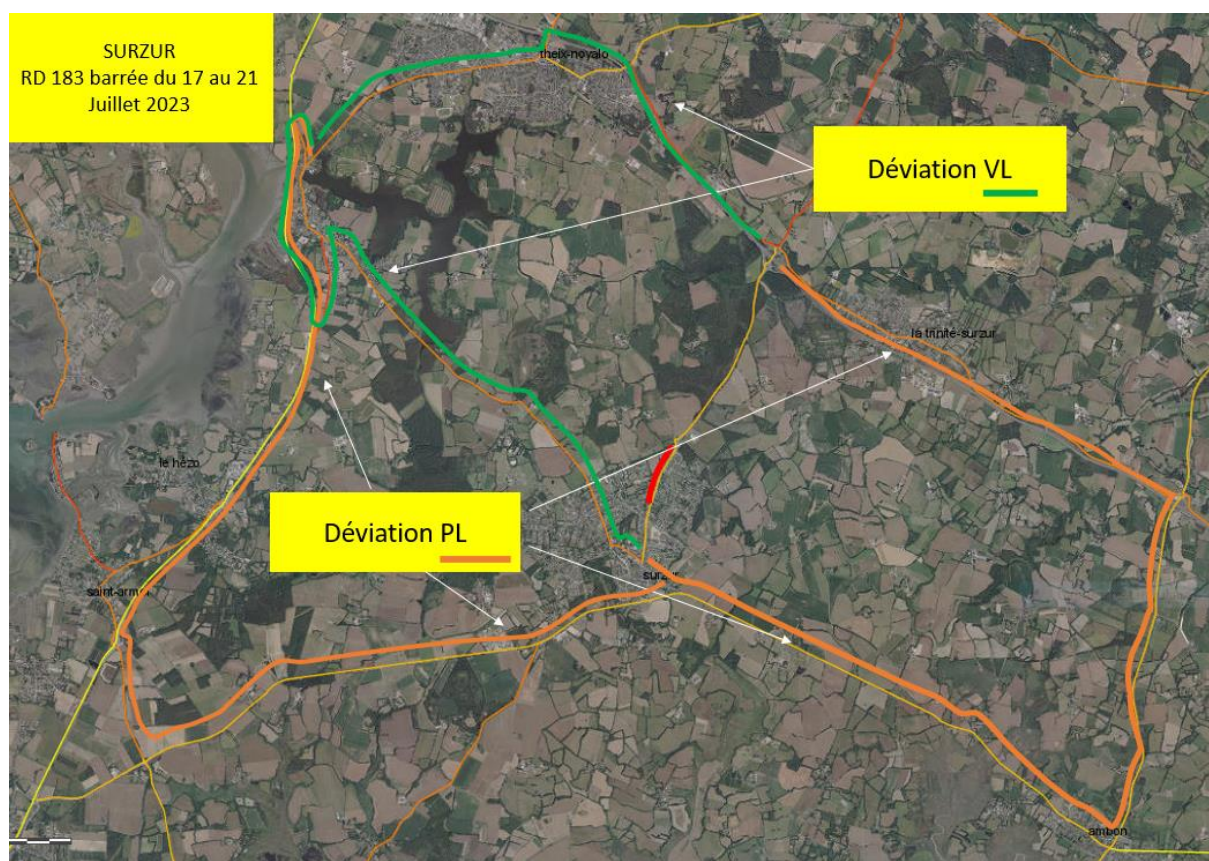 SURZUR
RD 183 barrée du 17 au 21
Juillet 2023
theix-noyalo
Déviation VL
la trinité-surzur
le hézo
Déviation PL
surzur
saint-armel
ambon